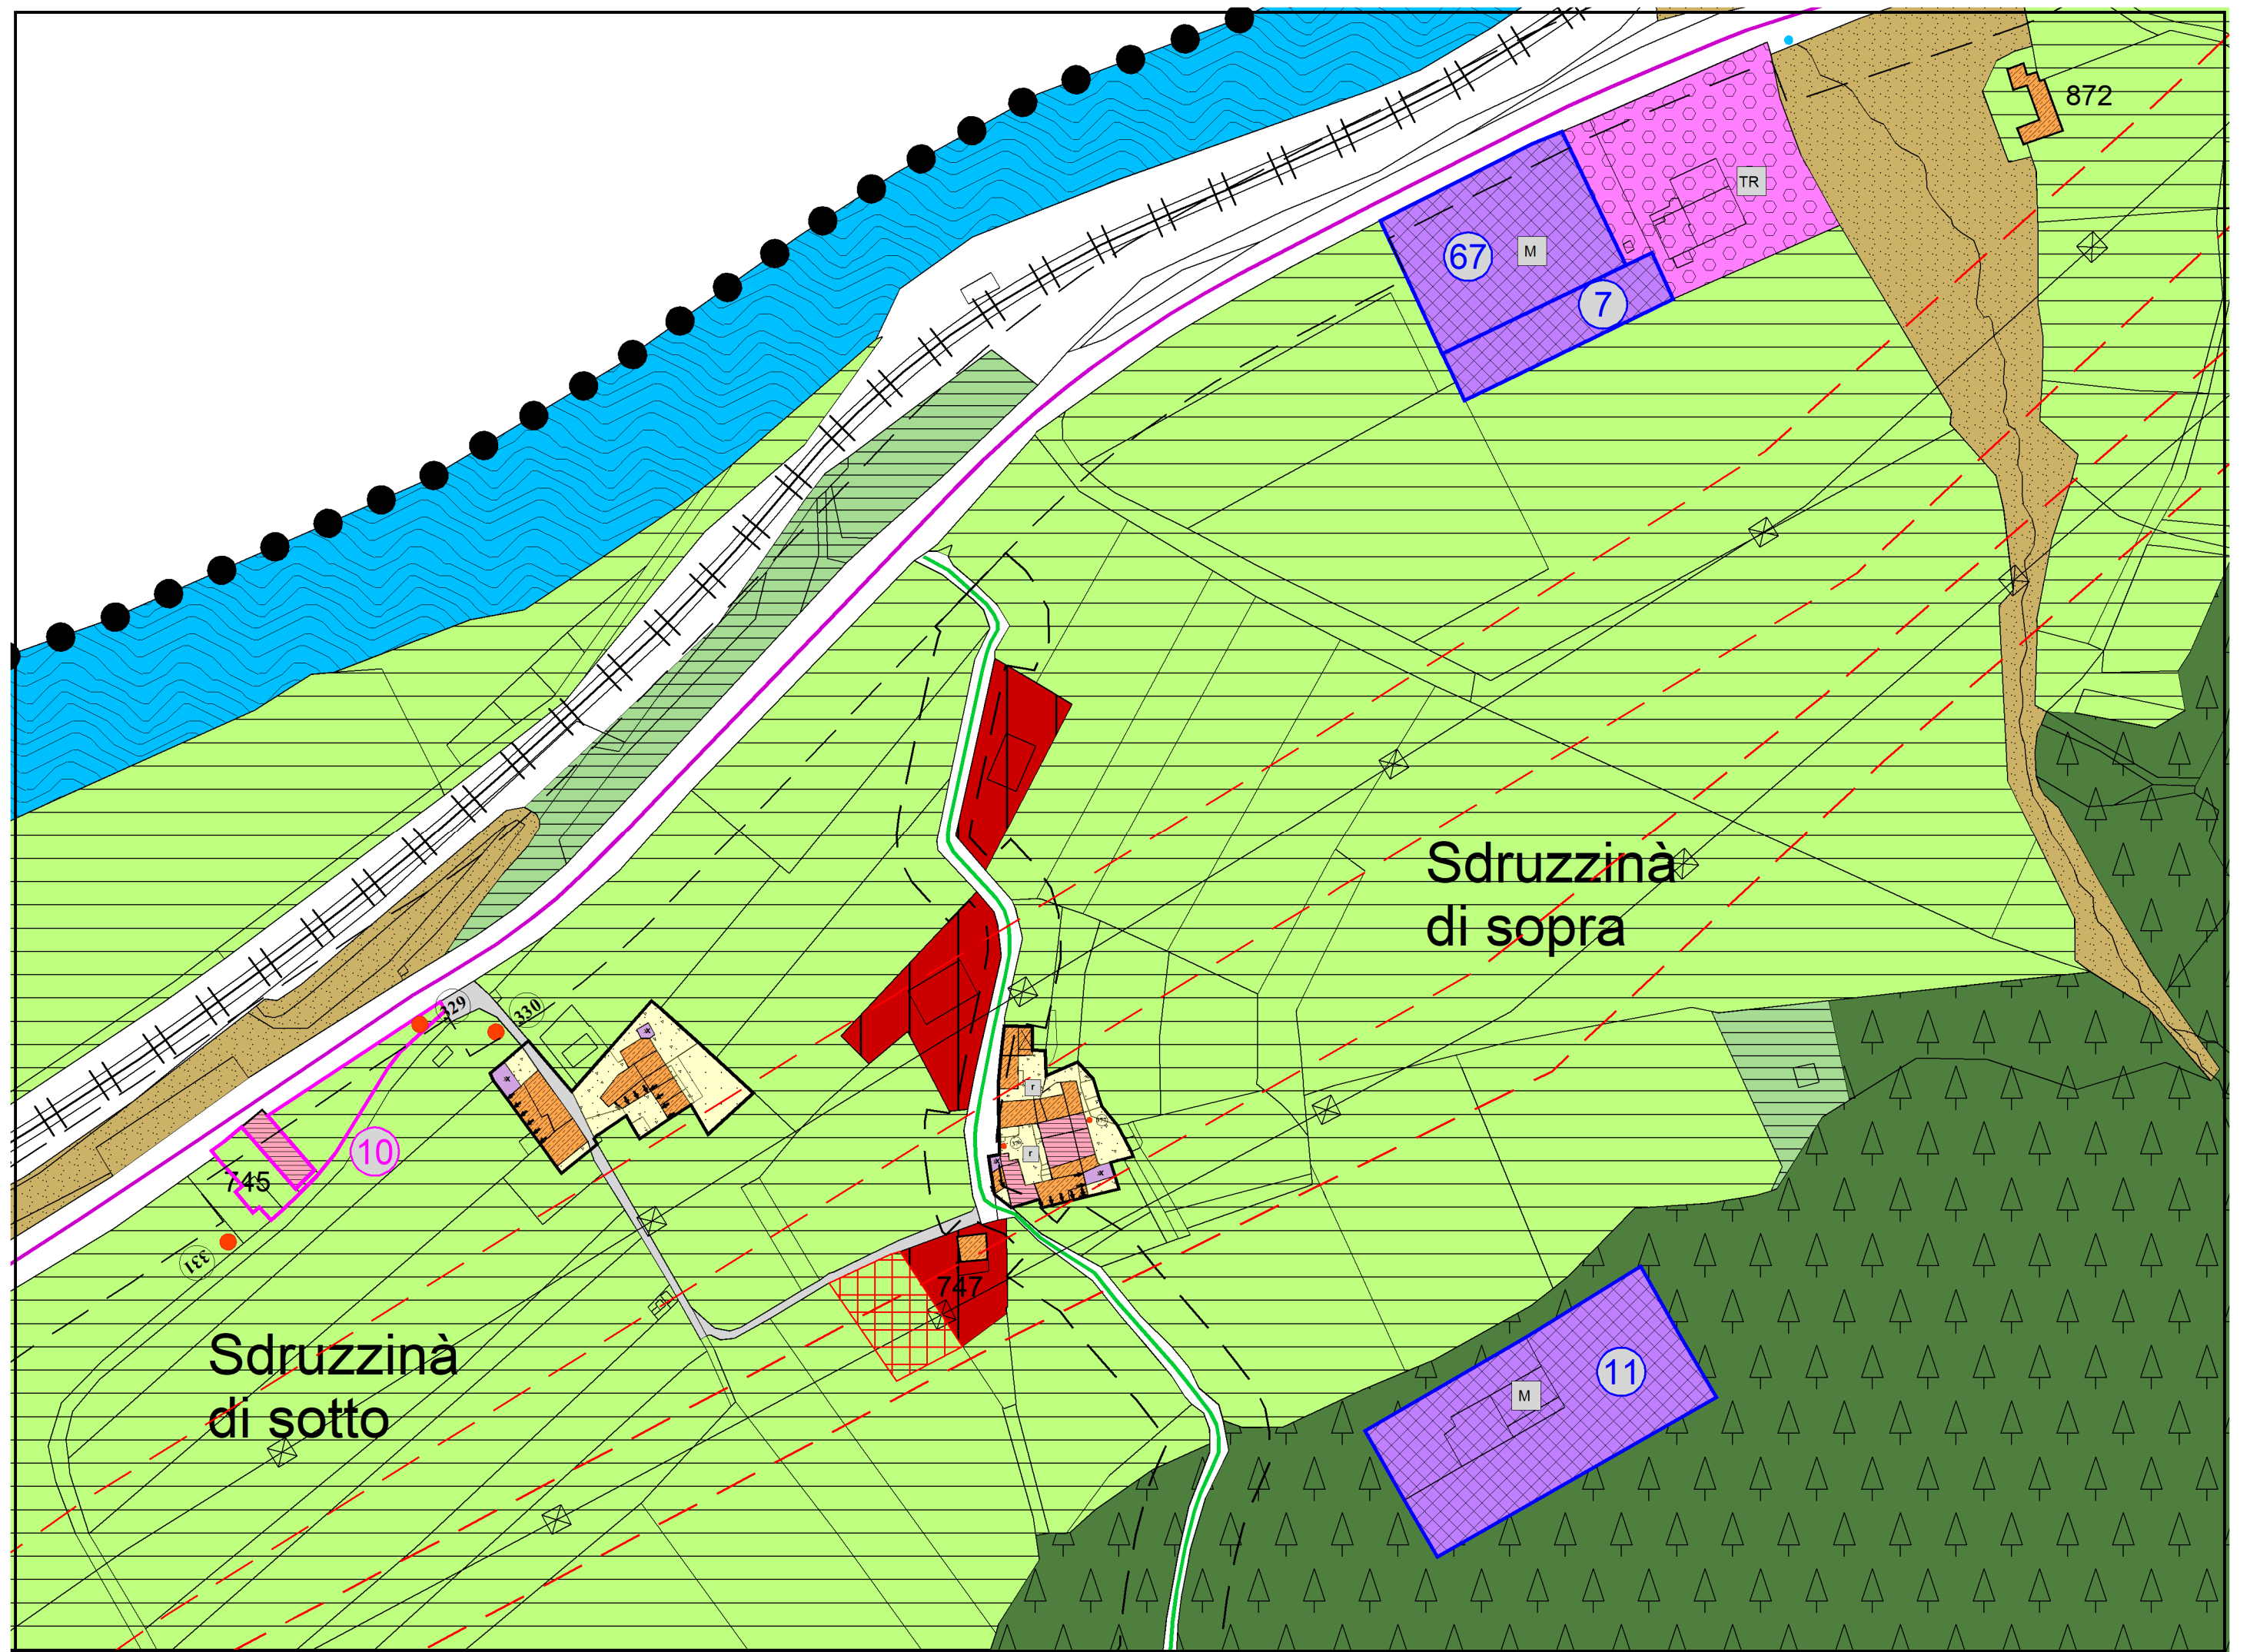 872
TR
67
M
7
Sdruzzinà
di sopra
329
330
r
10
r
745
331
747
Sdruzzinà
di sotto
11
M